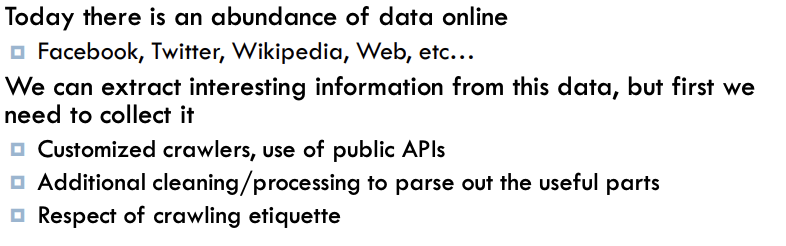 Today there is an abundance of data online
Facebook, Twitter, Wikipedia, Web, etc…
We can extract interesting information from this data, but first we
need to collect it
Customized crawlers, use of public APIs
Additional cleaning/processing to parse out the useful parts
Respect of crawling etiquette